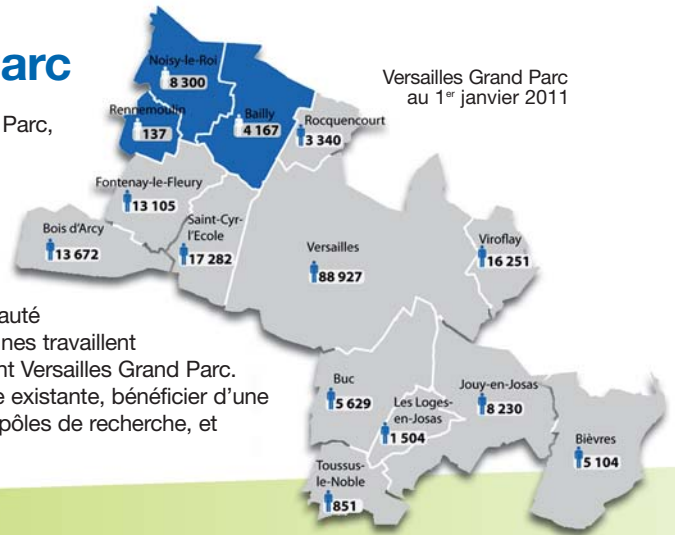 arc
Parc,
Versailles Grand Parc
au 1er janvier 2011
Noisy-le-Roi
8 300
Rennemoulin
137
Bailly
4 167
Rocquencourt
3 340
Fontenay-le-Fleury
13 105
Bois d'Arcy
13 672
Saint-Cyr-
l'Ecole
17 282
Versailles
88 927
Viroflay
16 251
auté
nes travaillent
nt Versailles Grand Parc.
e existante, bénéficier d'une
pôles de recherche, et
Buc
5 629
Les Loges-
en-Josas
1 504
Jouy-en-Josas
8 230
Bièvres
5 104
Toussus-
le-Noble
851